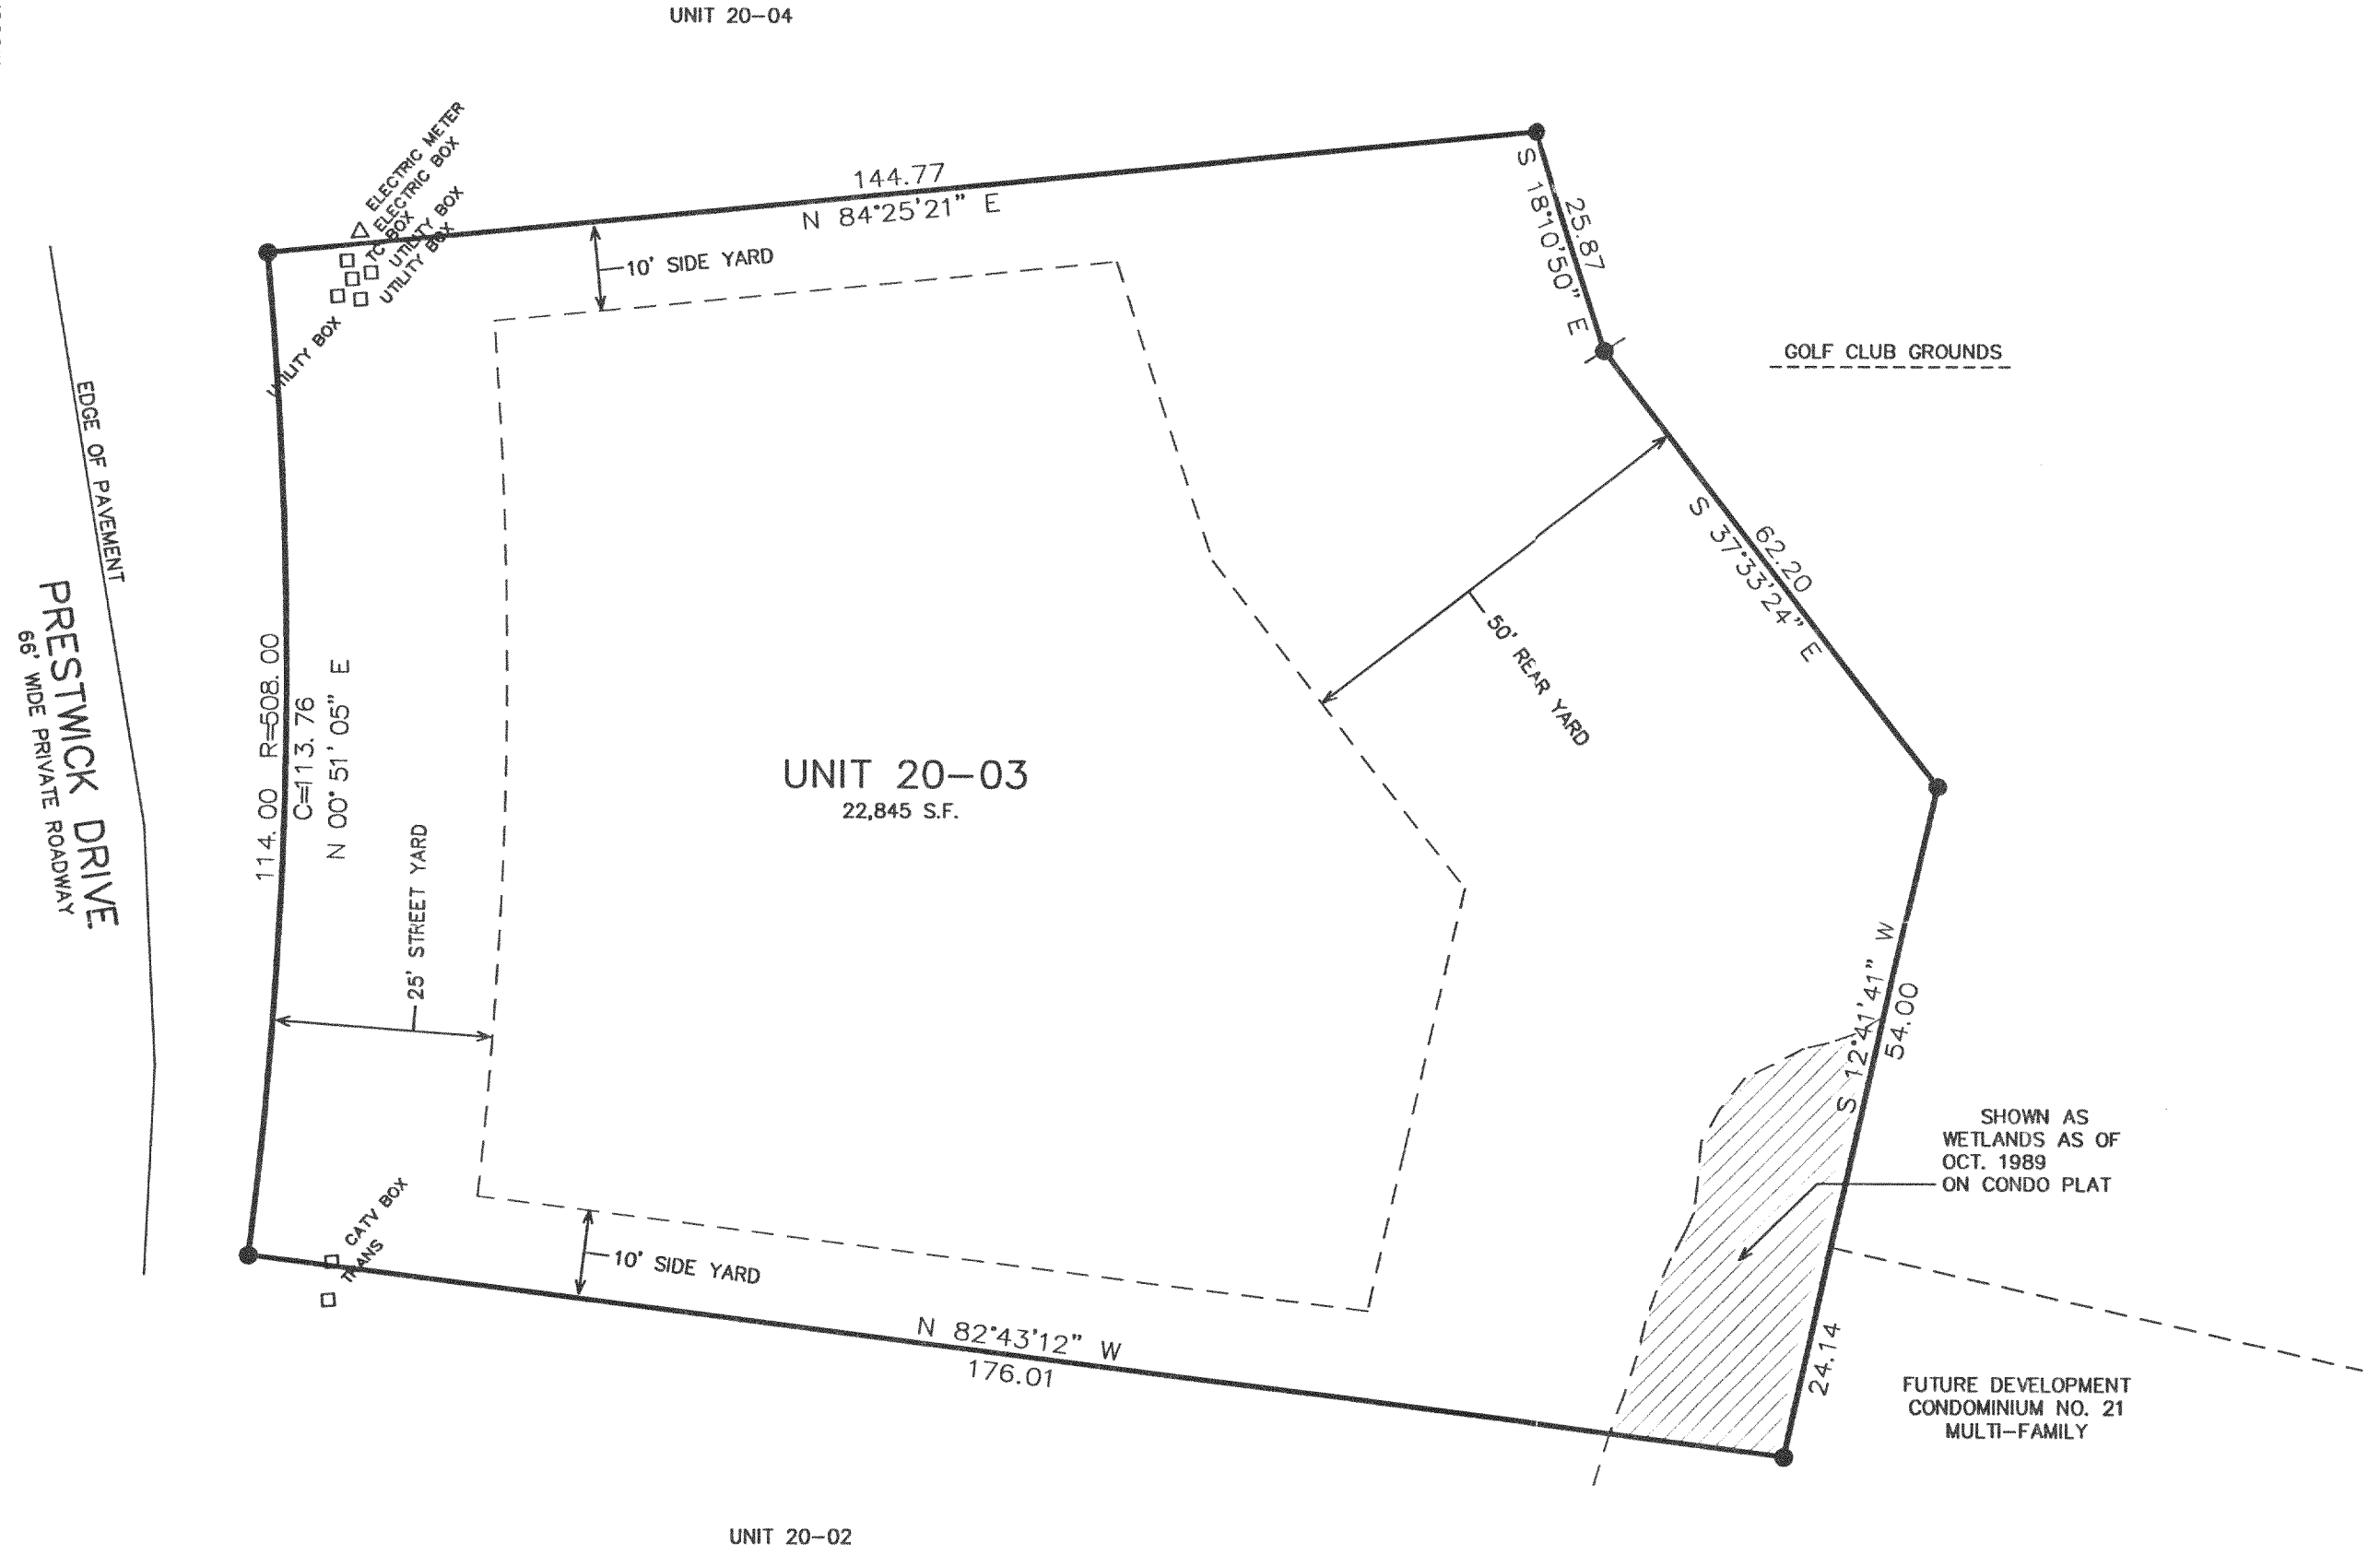 UNIT 20-04
ELECTRIC METER
ELECTRIC BOX
TC BOX
UTILITY BOX
UTILITY BOX
UTILITY BOX
144.77
N 84°25'21" E
10' SIDE YARD
S 18°10'50" E
25.87
GOLF CLUB GROUNDS
EDGE OF PAVEMENT
PRESTWICK DRIVE
66' WIDE PRIVATE ROADWAY
114.00 R=508.00
C=113.76
N 00°51'05" E
62.20
S 37°33'24" E
50' REAR YARD
UNIT 20-03
22,845 S.F.
25' STREET YARD
S 12°41'41" W
54.00
SHOWN AS
WETLANDS AS OF
OCT. 1989
ON CONDO PLAT
CATV BOX
TRANS
10' SIDE YARD
N 82°43'12" W
176.01
24.14
FUTURE DEVELOPMENT
CONDOMINIUM NO. 21
MULTI-FAMILY
UNIT 20-02